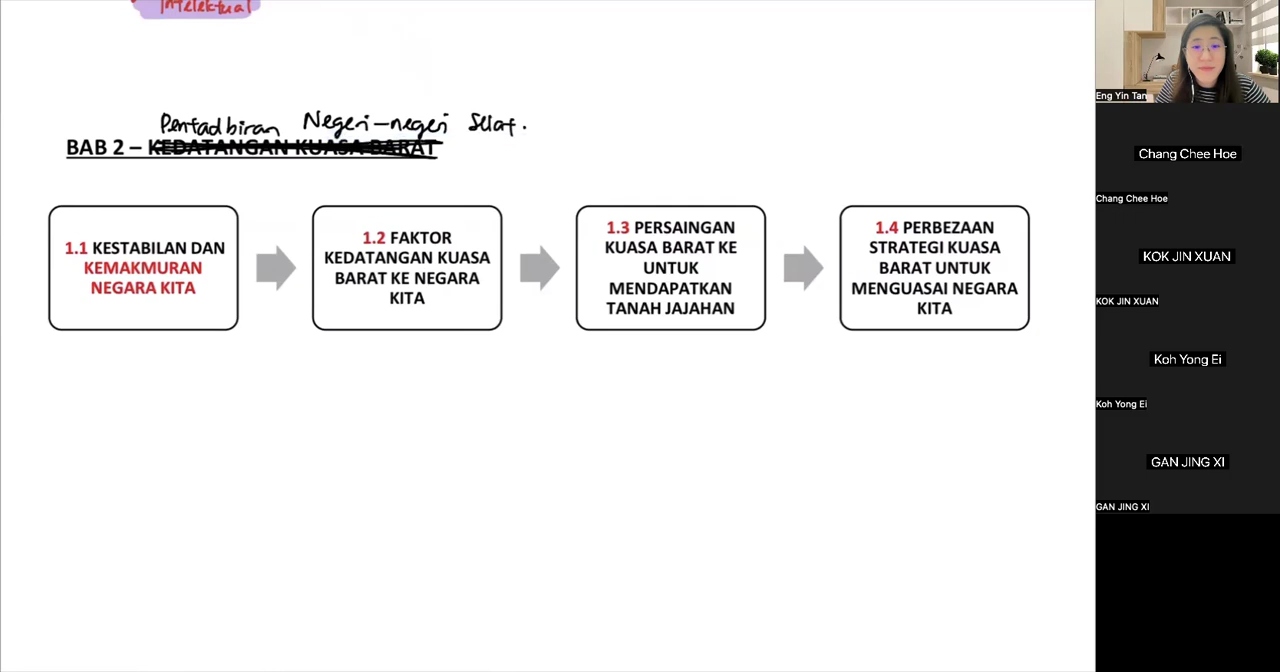 Intelektual
Pentadbiran Negeri-negeri Selat.
BAB 2 – KEDATANGAN KUASA BARAT
1.1 KESTABILAN DAN
KEMAKMURAN
NEGARA KITA
1.2 FAKTOR
KEDATANGAN KUASA
BARAT KE NEGARA
KITA
1.3 PERSAINGAN
KUASA BARAT KE
UNTUK
MENDAPATKAN
TANAH JAJAHAN
1.4 PERBEZAAN
STRATEGI KUASA
BARAT UNTUK
MENGUASAI NEGARA
KITA
Eng Yin Tan
Chang Chee Hoe
Chang Chee Hoe
KOK JIN XUAN
KOK JIN XUAN
Koh Yong Ei
Koh Yong Ei
GAN JING XI
GAN JING XI